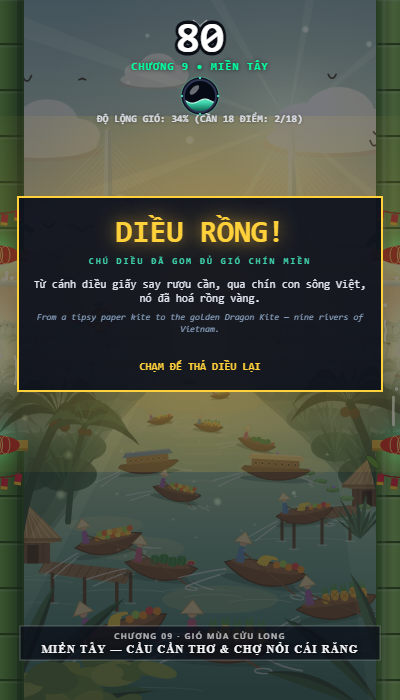 80
CHƯƠNG 9 • MIỀN TÂY
ĐỘ LỘNG GIÓ: 34% (CẦN 18 ĐIỂM: 2/18)
DIỀU RỒNG!
CHÚ DIỀU ĐÃ GOM ĐỦ GIÓ CHÍN MIỀN
Từ cánh diều giấy say rượu cần, qua chín con sông Việt,
nó đã hoá rồng vàng.
From a tipsy paper kite to the golden Dragon Kite — nine rivers of
Vietnam.
CHẠM ĐỂ THẢ DIỀU LẠI
CHƯƠNG 09 · GIÓ MÙA CỬU LONG
MIỀN TÂY — CẦU CẦN THƠ & CHỢ NỔI CÁI RĂNG